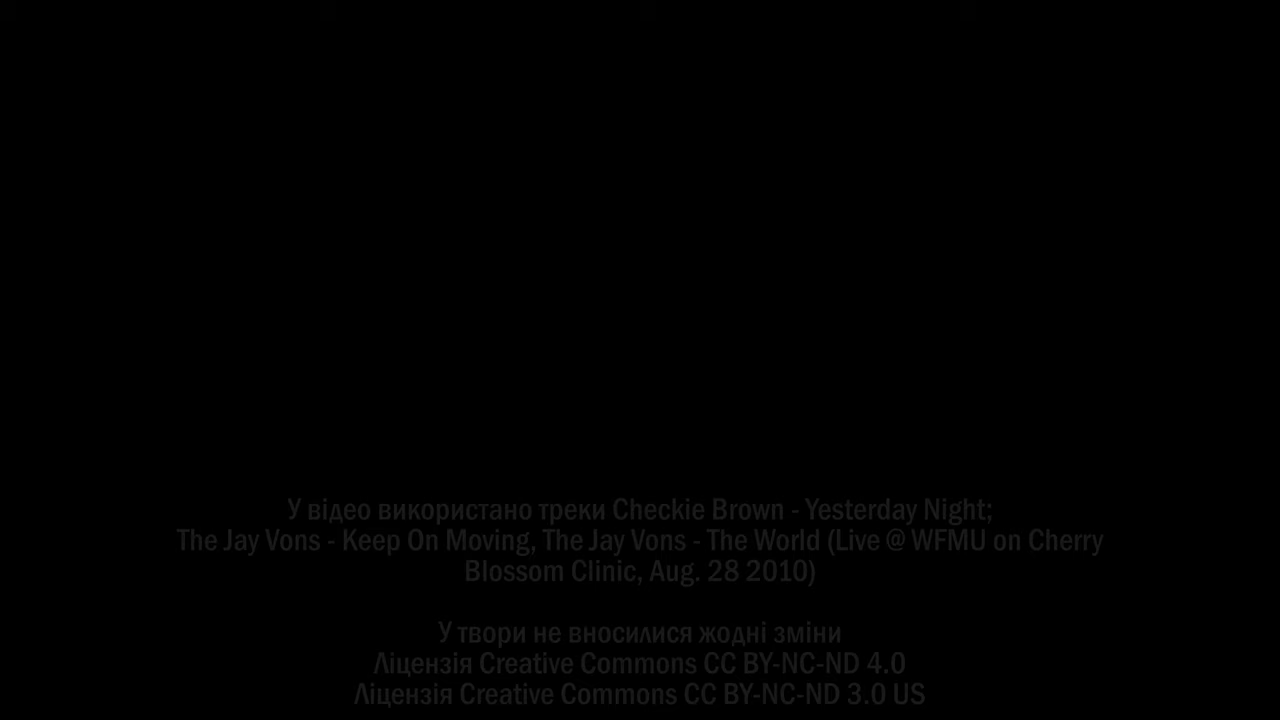 У відео використано треки Checkie Brown - Yesterday Night;
The Jay Vons - Keep On Moving, The Jay Vons - The World (Live @ WFMU on Cherry
Blossom Clinic, Aug. 28 2010)
У твори не вносилися жодні зміни
Ліцензія Creative Commons CC BY-NC-ND 4.0
Ліцензія Creative Commons CC BY-NC-ND 3.0 US